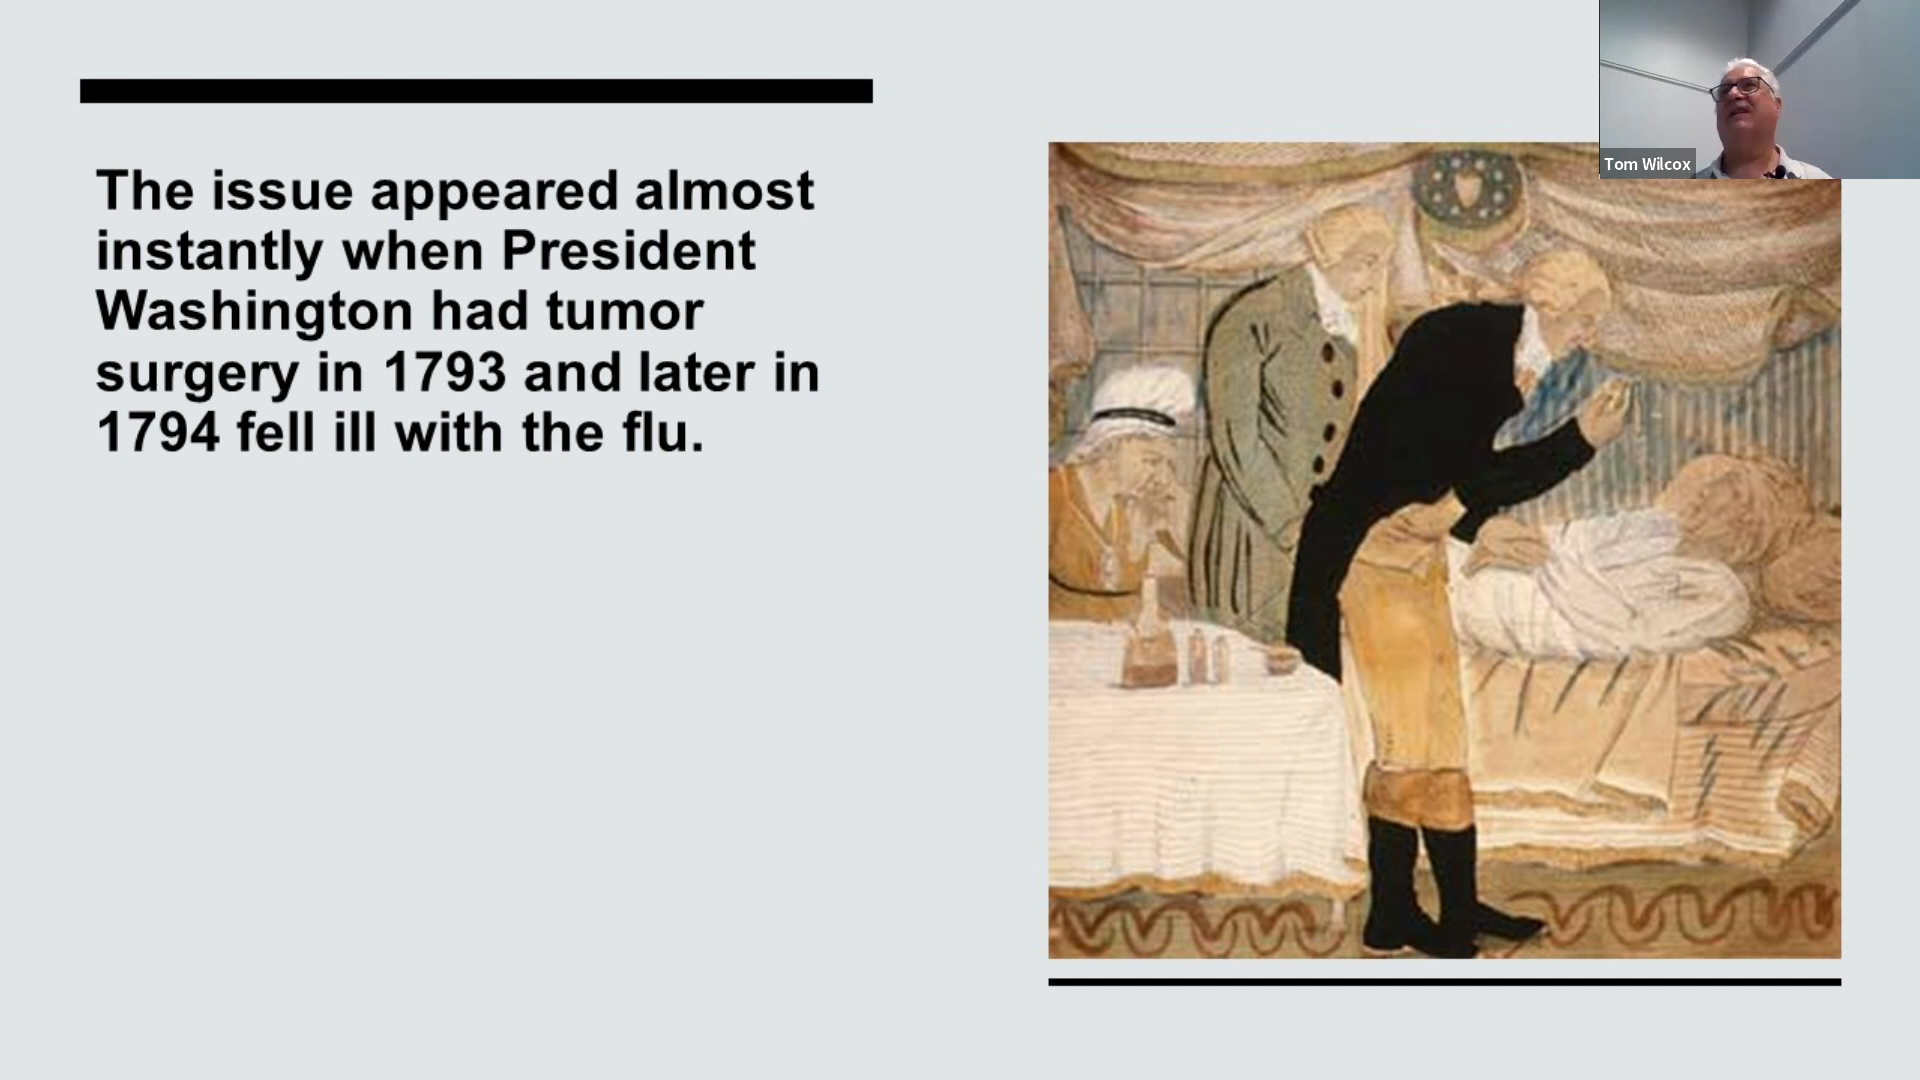 The issue appeared almost
instantly when President
Washington had tumor
surgery in 1793 and later in
1794 fell ill with the flu.
Tom Wilcox